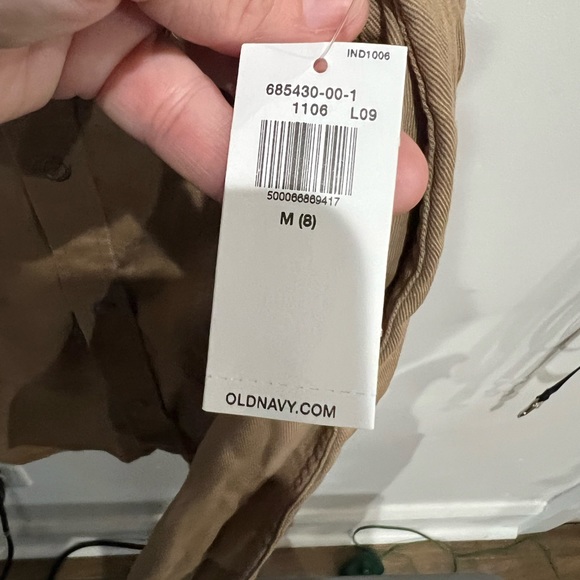 IND1006
685430-00-1
1106 L09
500066869417
M (8)
OLDNAVY.COM